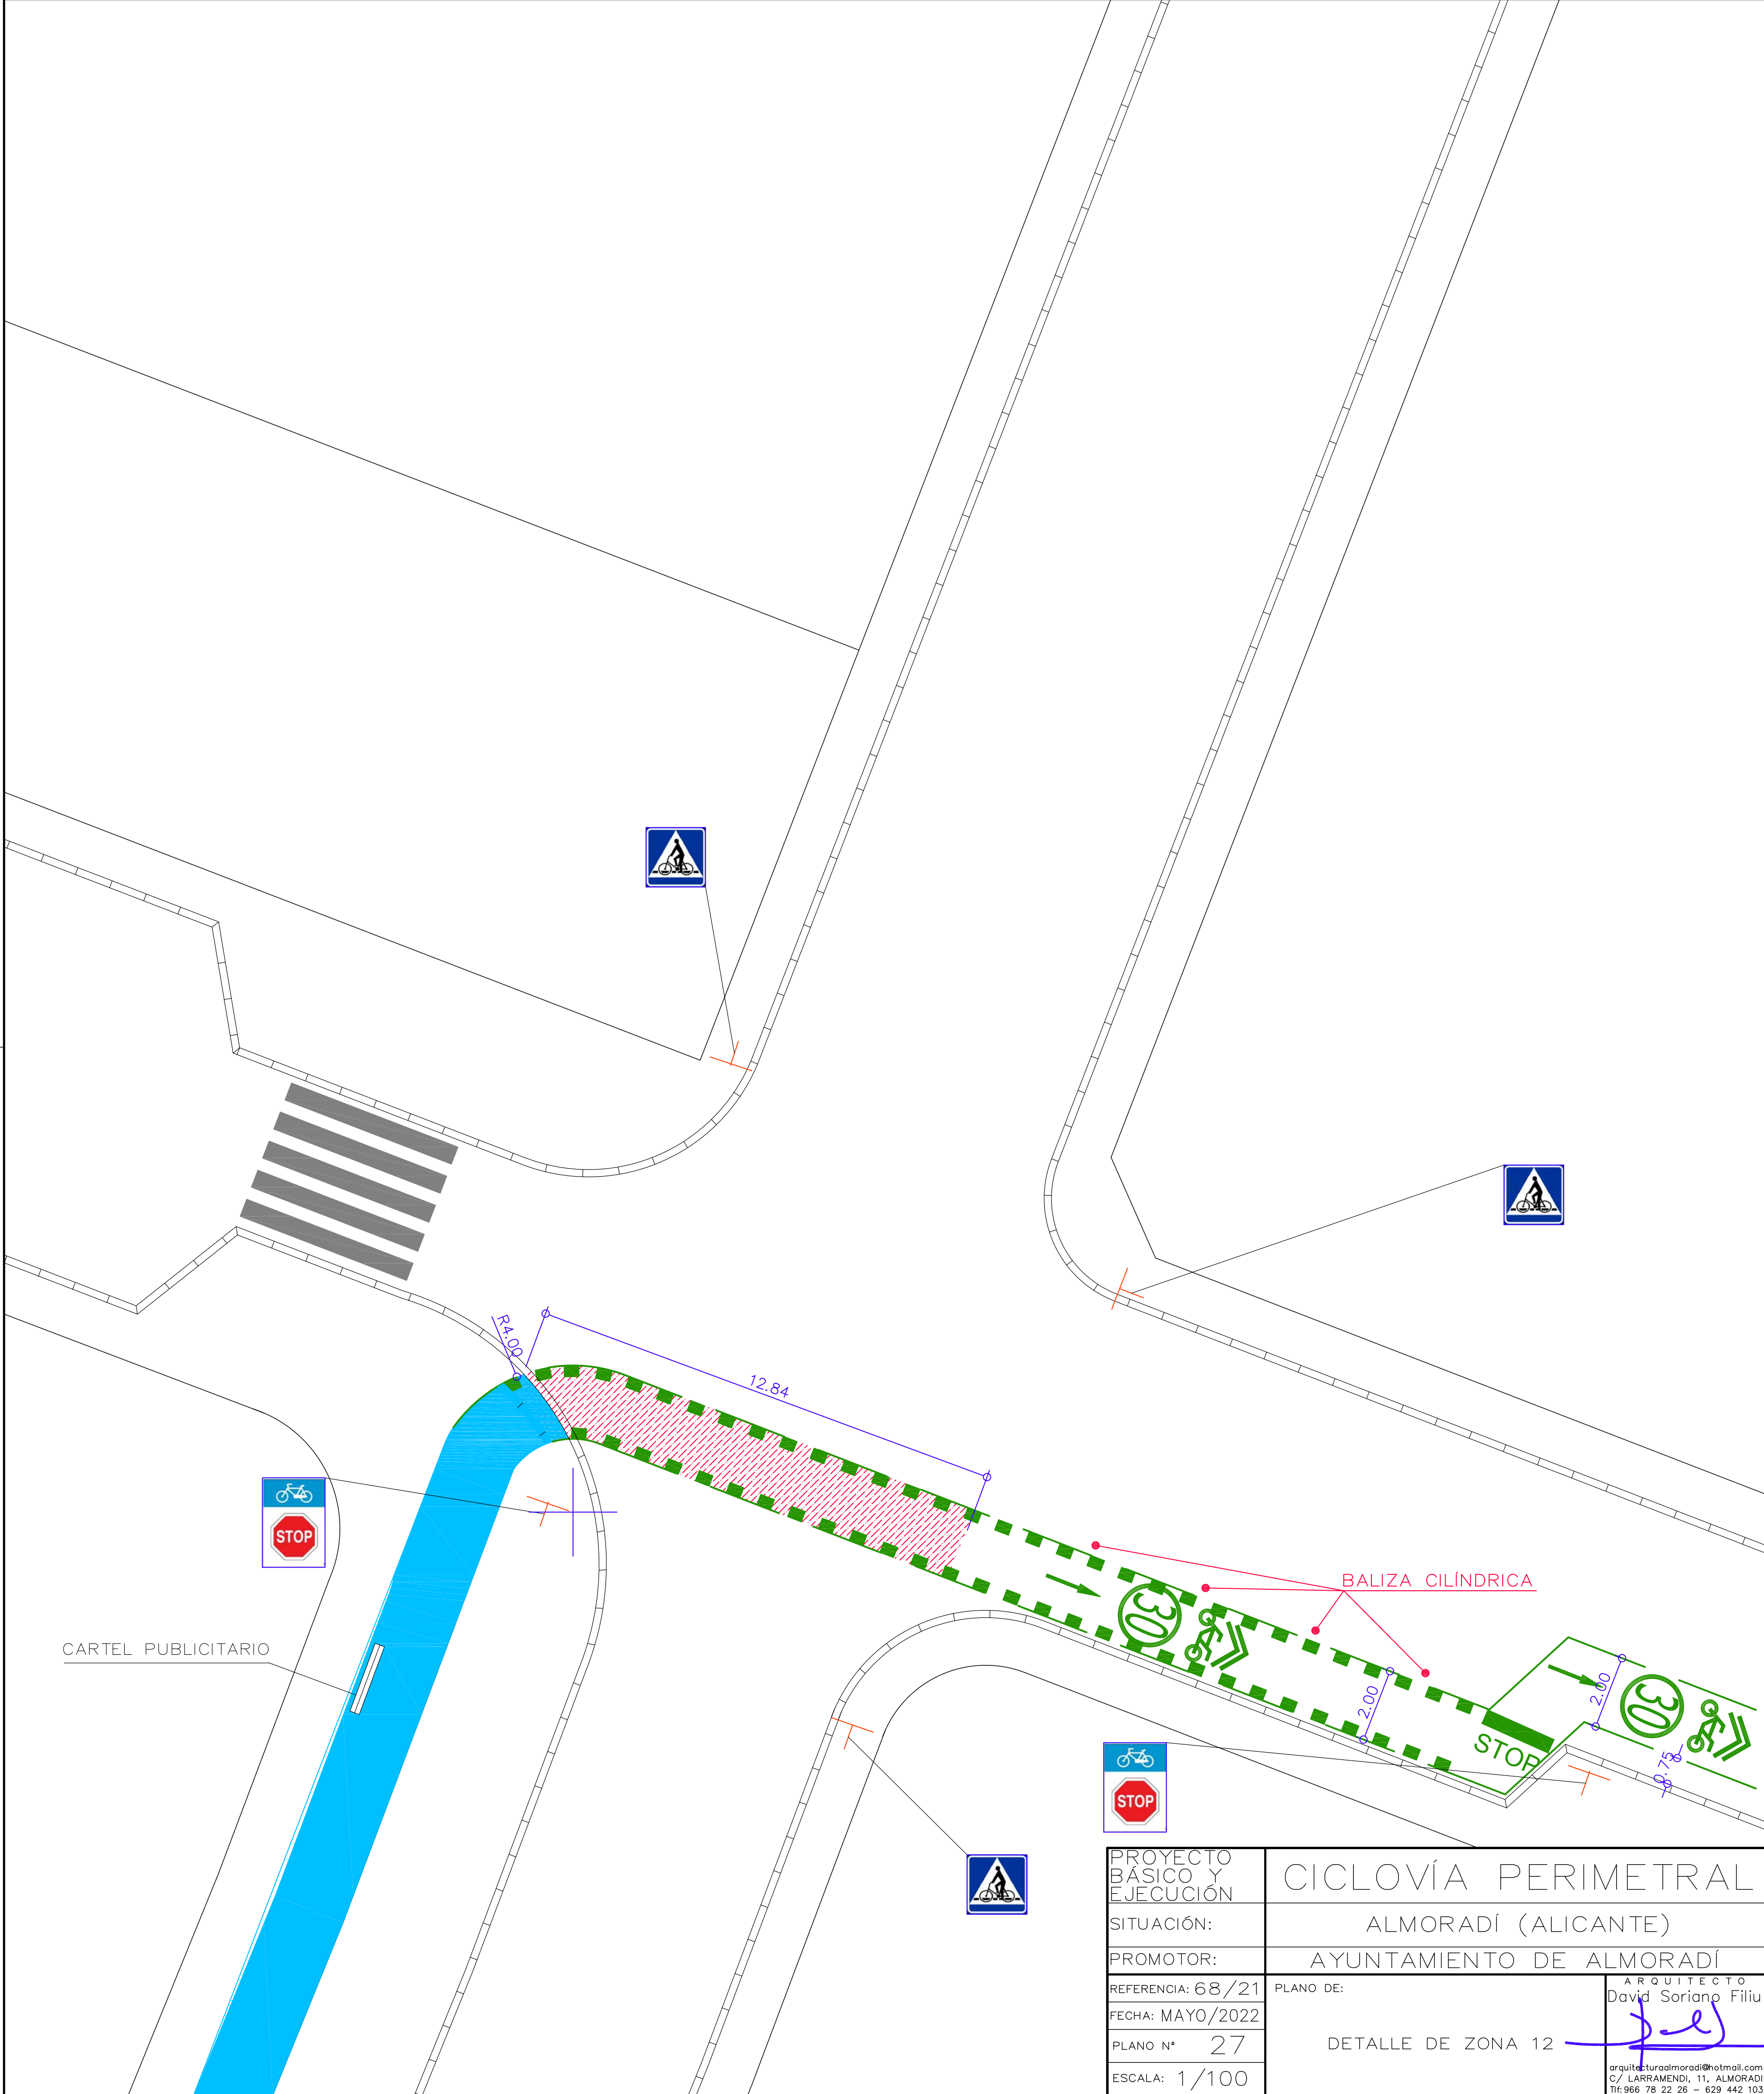 R4.00
12.84
STOP
BALIZA CILÍNDRICA
CARTEL PUBLICITARIO
30
30
2.00
2.00
STOP
0.75
STOP
PROYECTO
BÁSICO Y
EJECUCIÓN
CICLOVÍA PERIMETRAL
SITUACIÓN:
ALMORADÍ (ALICANTE)
PROMOTOR:
AYUNTAMIENTO DE ALMORADÍ
REFERENCIA: 68/21
FECHA: MAYO/2022
PLANO Nº 27
ESCALA: 1/100
PLANO DE:
DETALLE DE ZONA 12
ARQUITECTO
David Soriano Filiu
arquitecturaalmoradi@hotmail.com
C/ LARRAMENDI, 11, ALMORADI
Tlf: 966 78 22 26 – 629 442 103